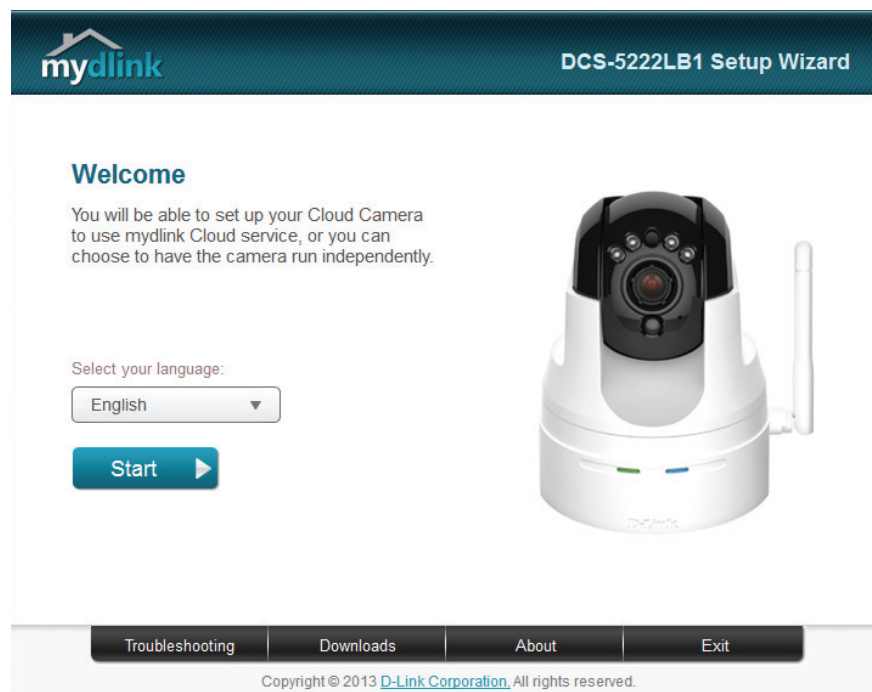 mydlink
DCS-5222LB1 Setup Wizard
Welcome
You will be able to set up your Cloud Camera
to use mydlink Cloud service, or you can
choose to have the camera run independently.
Select your language:
English
Start
D-Link
Troubleshooting
Downloads
About
Exit
Copyright © 2013 D-Link Corporation. All rights reserved.